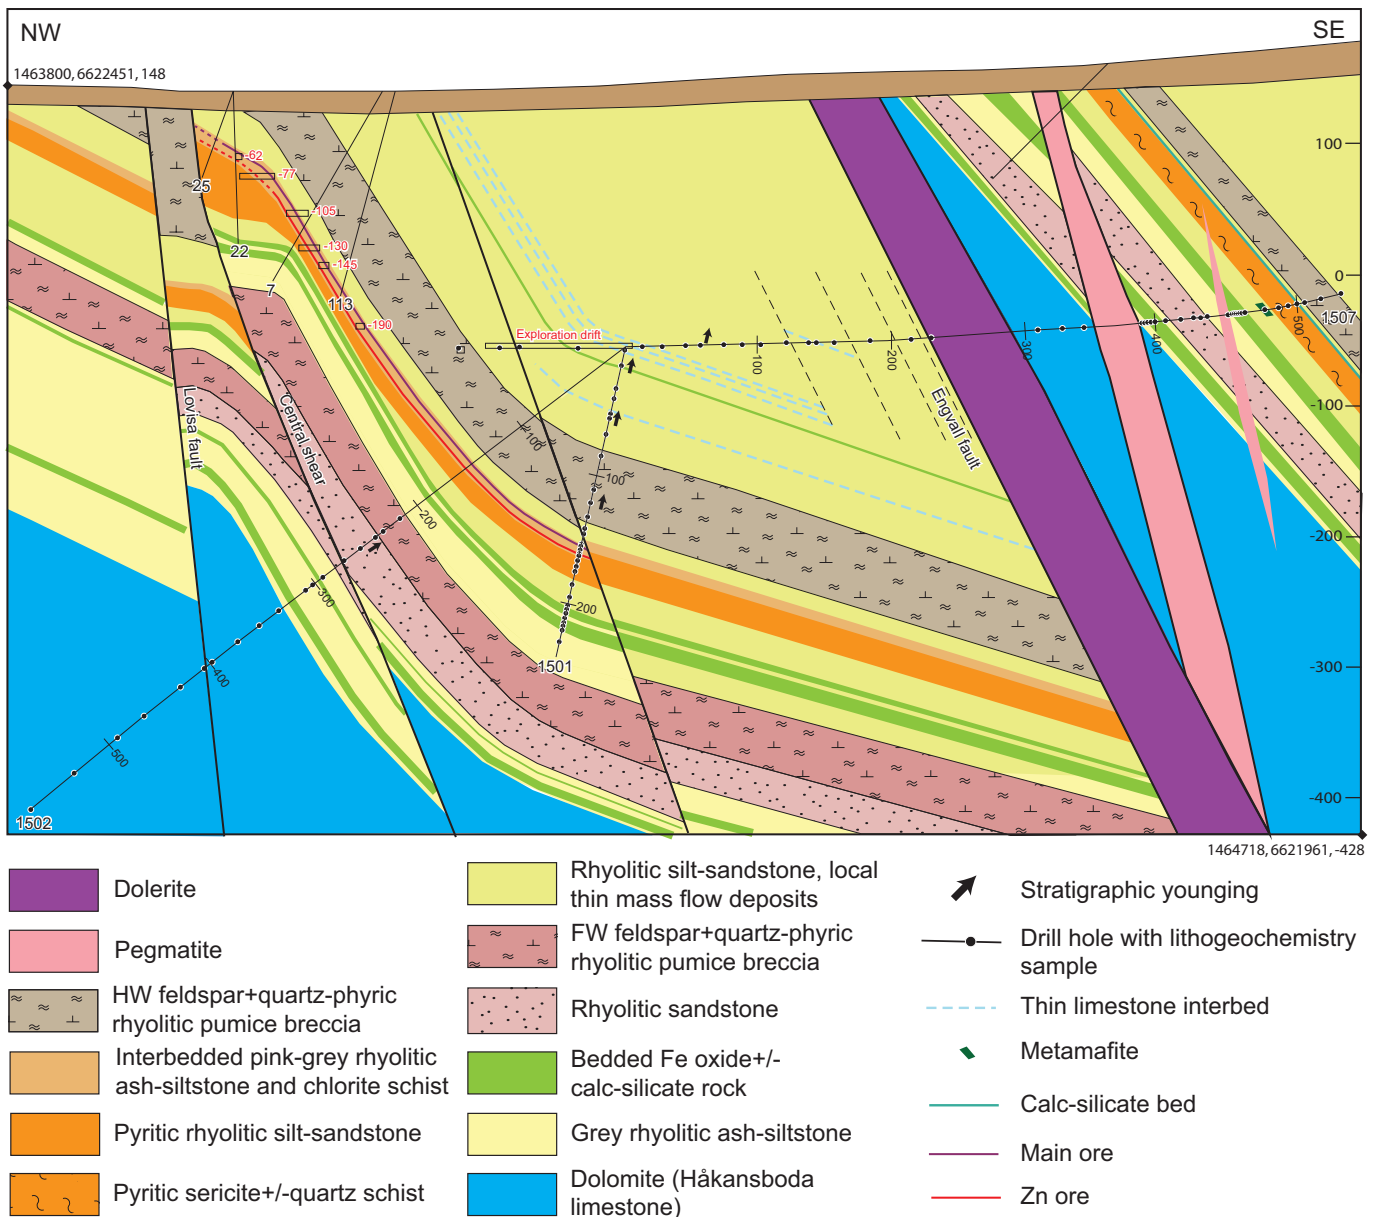 NW
SE
1463800, 6622451, 148
100
0
-100
-200
-300
-400
-62
-77
-105
-130
-145
-190
25
22
7
113
Exploration drift
100
200
300
400
500
1507
Lovisa fault
Central shear
Engvall fault
100
200
300
400
500
100
200
1501
1502
1464718, 6621961, -428
Dolerite
Pegmatite
HW feldspar+quartz-phyric
rhyolitic pumice breccia
Interbedded pink-grey rhyolitic
ash-siltstone and chlorite schist
Pyritic rhyolitic silt-sandstone
Pyritic sericite+/-quartz schist
Rhyolitic silt-sandstone, local
thin mass flow deposits
FW feldspar+quartz-phyric
rhyolitic pumice breccia
Rhyolitic sandstone
Bedded Fe oxide+/-
calc-silicate rock
Grey rhyolitic ash-siltstone
Dolomite (Håkansboda
limestone)
Stratigraphic younging
Drill hole with lithogeochemistry
sample
Thin limestone interbed
Metamafite
Calc-silicate bed
Main ore
Zn ore